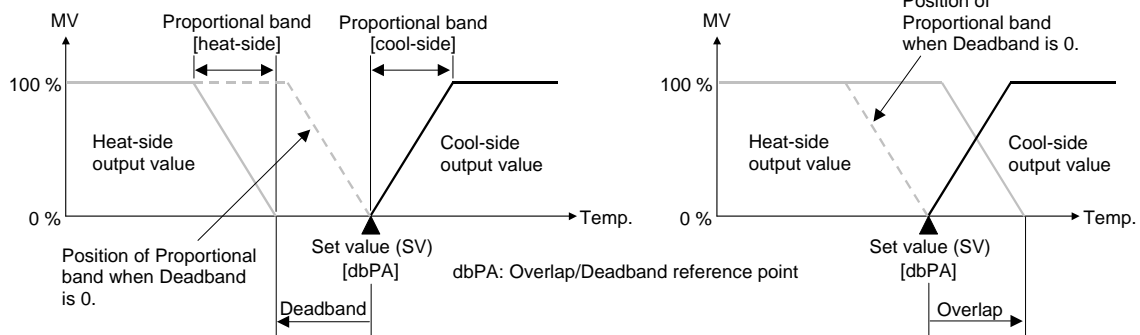 MV
Proportional band
[heat-side]
Proportional band
[cool-side]
100 %
Heat-side
output value
Cool-side
output value
0 %
Temp.
Position of Proportional
band when Deadband
is 0.
Set value (SV)
[dbPA]
Deadband
dbPA: Overlap/Deadband reference point
MV
Position of
Proportional band
when Deadband is 0.
100 %
Heat-side
output value
Cool-side
output value
0 %
Temp.
Set value (SV)
[dbPA]
Overlap